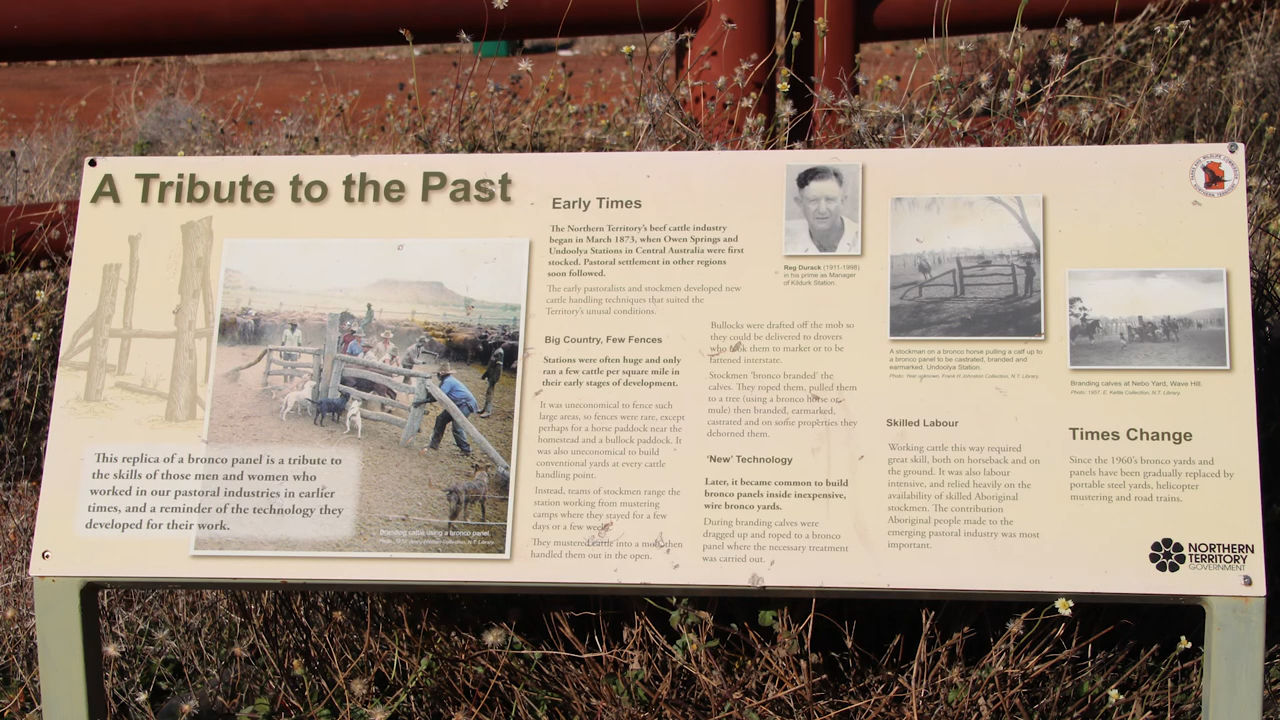 A Tribute to the Past
This replica of a bronco panel is a tribute to
the skills of those men and women who
worked in our pastoral industries in earlier
times, and a reminder of the technology they
developed for their work.
Branding cattle using a bronco panel.
Early Times
The Northern Territory's beef cattle industry
began in March 1873, when Owen Springs and
Undoolya Stations in Central Australia were first
stocked. Pastoral settlement in other regions
soon followed.
The early pastoralists and stockmen developed new
cattle handling techniques that suited the
Territory's unusual conditions.
Big Country, Few Fences
Stations were often huge and only
ran a few cattle per square mile in
their early stages of development.
It was uneconomical to fence such
large areas, so fences were rare, except
perhaps for a horse paddock near the
homestead and a bullock paddock. It
was also uneconomical to build
conventional yards at every cattle
handling point.
Instead, teams of stockmen range the
station working from mustering
camps where they stayed for a few
days or a few weeks.
They mustered cattle into a mob then
handled them out in the open.
Bullocks were drafted off the mob so
they could be delivered to drovers
who took them to market or to be
fattened interstate.
Stockmen 'bronco branded' the
calves. They roped them, pulled them
to a tree (using a bronco horse or
mule) then branded, earmarked,
castrated and on some properties they
dehorned them.
'New' Technology
Later, it became common to build
bronco panels inside inexpensive,
wire bronco yards.
During branding calves were
dragged up and roped to a bronco
panel where the necessary treatment
was carried out.
Reg Durack (1911-1998)
in his prime as Manager
of Kildurk Station.
A stockman on a bronco horse pulling a calf up to
a bronco panel to be castrated, branded and
earmarked, Undoolya Station.
Photo: Year unknown, Frank H Johnston Collection, N.T. Library.
Skilled Labour
Working cattle this way required
great skill, both on horseback and on
the ground. It was also labour
intensive, and relied heavily on the
availability of skilled Aboriginal
stockmen. The contribution
Aboriginal people made to the
emerging pastoral industry was most
important.
Branding calves at Nebo Yard, Wave Hill.
Photo: 1957, E. Kettle Collection, N.T. Library.
Times Change
Since the 1960's bronco yards and
panels have been gradually replaced by
portable steel yards, helicopter
mustering and road trains.
PARKS AND WILDLIFE COMMISSION
NORTHERN TERRITORY
NORTHERN
TERRITORY
GOVERNMENT